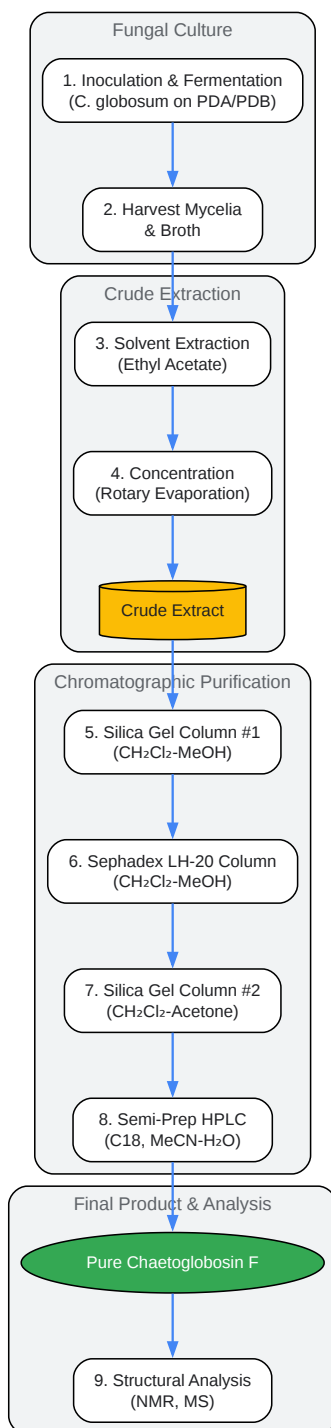 Fungal Culture
1. Inoculation & Fermentation
(C. globosum on PDA/PDB)
2. Harvest Mycelia
& Broth
Crude Extraction
3. Solvent Extraction
(Ethyl Acetate)
4. Concentration
(Rotary Evaporation)
Crude Extract
Chromatographic Purification
5. Silica Gel Column #1
(CH₂Cl₂-MeOH)
6. Sephadex LH-20 Column
(CH₂Cl₂-MeOH)
7. Silica Gel Column #2
(CH₂Cl₂-Acetone)
8. Semi-Prep HPLC
(C18, MeCN-H₂O)
Final Product & Analysis
Pure Chaetoglobosin F
9. Structural Analysis
(NMR, MS)